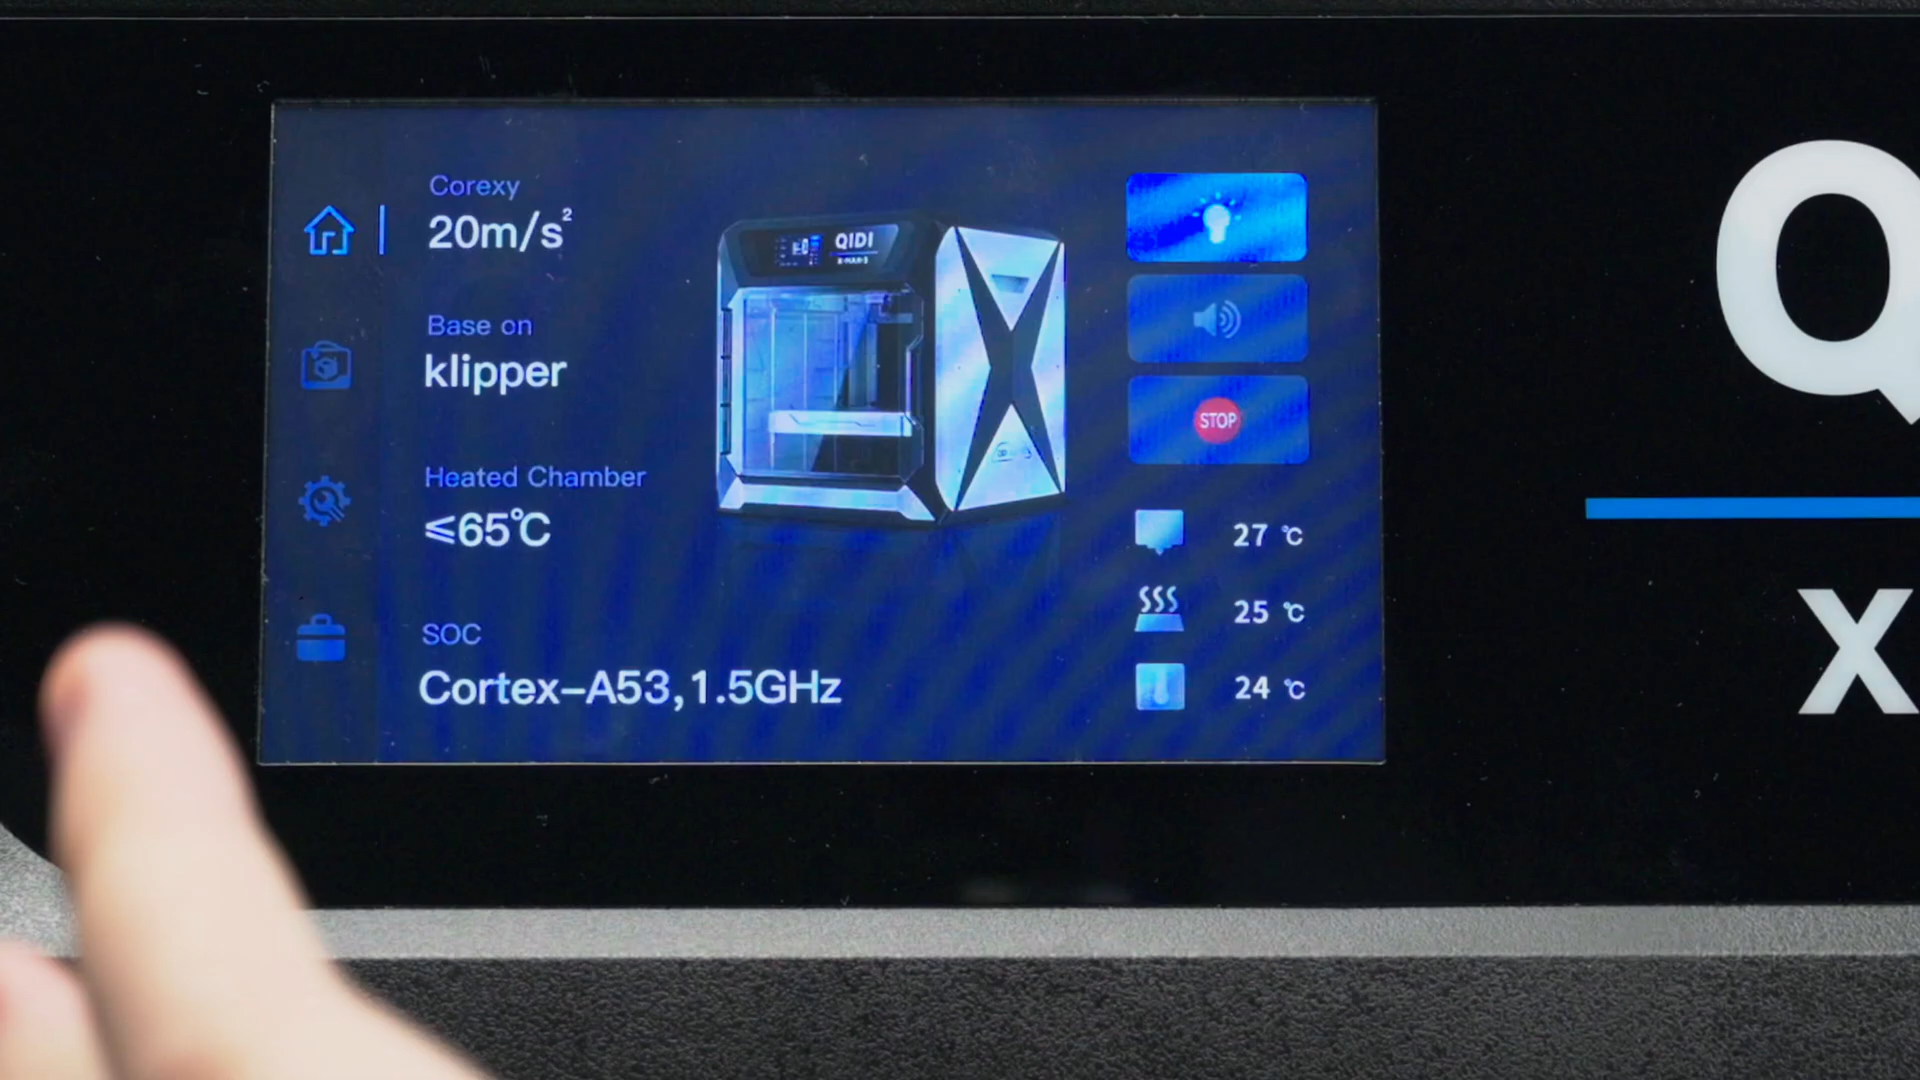 Corexy
20m/s²
Base on
klipper
Heated Chamber
≤65℃
SOC
Cortex-A53,1.5GHz
QIDI
STOP
27 ℃
25 ℃
24 ℃
Q
X